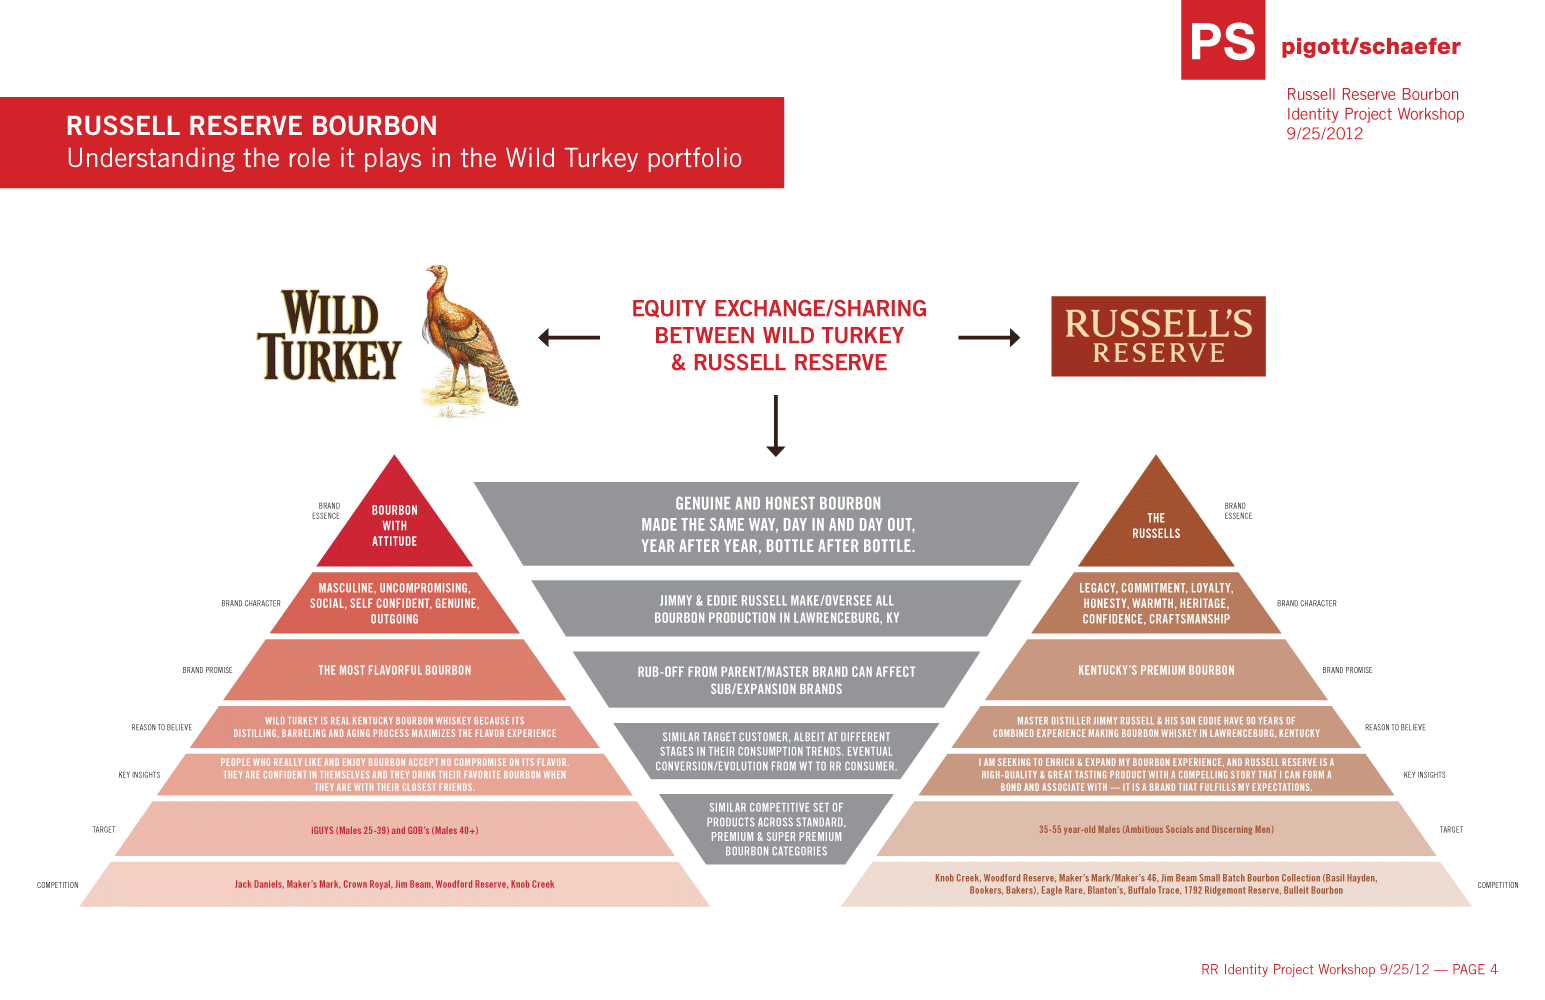 PS
pigott/schaefer
Russell Reserve Bourbon
Identity Project Workshop
9/25/2012
RUSSELL RESERVE BOURBON
Understanding the role it plays in the Wild Turkey portfolio
WILD
TURKEY
EQUITY EXCHANGE/SHARING
BETWEEN WILD TURKEY
& RUSSELL RESERVE
RUSSELL'S
RESERVE
BRAND
ESSENCE
BOURBON
WITH
ATTITUDE
BRAND CHARACTER
MASCULINE, UNCOMPROMISING,
SOCIAL, SELF CONFIDENT, GENUINE,
OUTGOING
BRAND PROMISE
THE MOST FLAVORFUL BOURBON
REASON TO BELIEVE
WILD TURKEY IS REAL KENTUCKY BOURBON WHISKEY BECAUSE ITS
DISTILLING, BARRELING AND AGING PROCESS MAXIMIZES THE FLAVOR EXPERIENCE
KEY INSIGHTS
PEOPLE WHO REALLY LIKE AND ENJOY BOURBON ACCEPT NO COMPROMISE ON ITS FLAVOR.
THEY ARE CONFIDENT IN THEMSELVES AND THEY DRINK THEIR FAVORITE BOURBON WHEN
THEY ARE WITH THEIR CLOSEST FRIENDS.
TARGET
iGUYS (Males 25-39) and GOB's (Males 40+)
COMPETITION
Jack Daniels, Maker's Mark, Crown Royal, Jim Beam, Woodford Reserve, Knob Creek
GENUINE AND HONEST BOURBON
MADE THE SAME WAY, DAY IN AND DAY OUT,
YEAR AFTER YEAR, BOTTLE AFTER BOTTLE.
JIMMY & EDDIE RUSSELL MAKE/OVERSEE ALL
BOURBON PRODUCTION IN LAWRENCEBURG, KY
RUB-OFF FROM PARENT/MASTER BRAND CAN AFFECT
SUB/EXPANSION BRANDS
SIMILAR TARGET CUSTOMER, ALBEIT AT DIFFERENT
STAGES IN THEIR CONSUMPTION TRENDS. EVENTUAL
CONVERSION/EVOLUTION FROM WT TO RR CONSUMER.
SIMILAR COMPETITIVE SET OF
PRODUCTS ACROSS STANDARD,
PREMIUM & SUPER PREMIUM
BOURBON CATEGORIES
THE
RUSSELLS
BRAND
ESSENCE
LEGACY, COMMITMENT, LOYALTY,
HONESTY, WARMTH, HERITAGE,
CONFIDENCE, CRAFTSMANSHIP
BRAND CHARACTER
KENTUCKY'S PREMIUM BOURBON
BRAND PROMISE
MASTER DISTILLER JIMMY RUSSELL & HIS SON EDDIE HAVE 90 YEARS OF
COMBINED EXPERIENCE MAKING BOURBON WHISKEY IN LAWRENCEBURG, KENTUCKY
REASON TO BELIEVE
I AM SEEKING TO ENRICH & EXPAND MY BOURBON EXPERIENCE, AND RUSSELL RESERVE IS A
HIGH-QUALITY & GREAT TASTING PRODUCT WITH A COMPELLING STORY THAT I CAN FORM A
BOND AND ASSOCIATE WITH — IT IS A BRAND THAT FULFILLS MY EXPECTATIONS.
KEY INSIGHTS
35-55 year-old Males (Ambitious Socials and Discerning Men)
TARGET
Knob Creek, Woodford Reserve, Maker's Mark/Maker's 46, Jim Beam Small Batch Bourbon Collection (Basil Hayden,
Bookers, Bakers), Eagle Rare, Blanton's, Buffalo Trace, 1792 Ridgemont Reserve, Bulleit Bourbon
COMPETITION
RR Identity Project Workshop 9/25/12 — PAGE 4